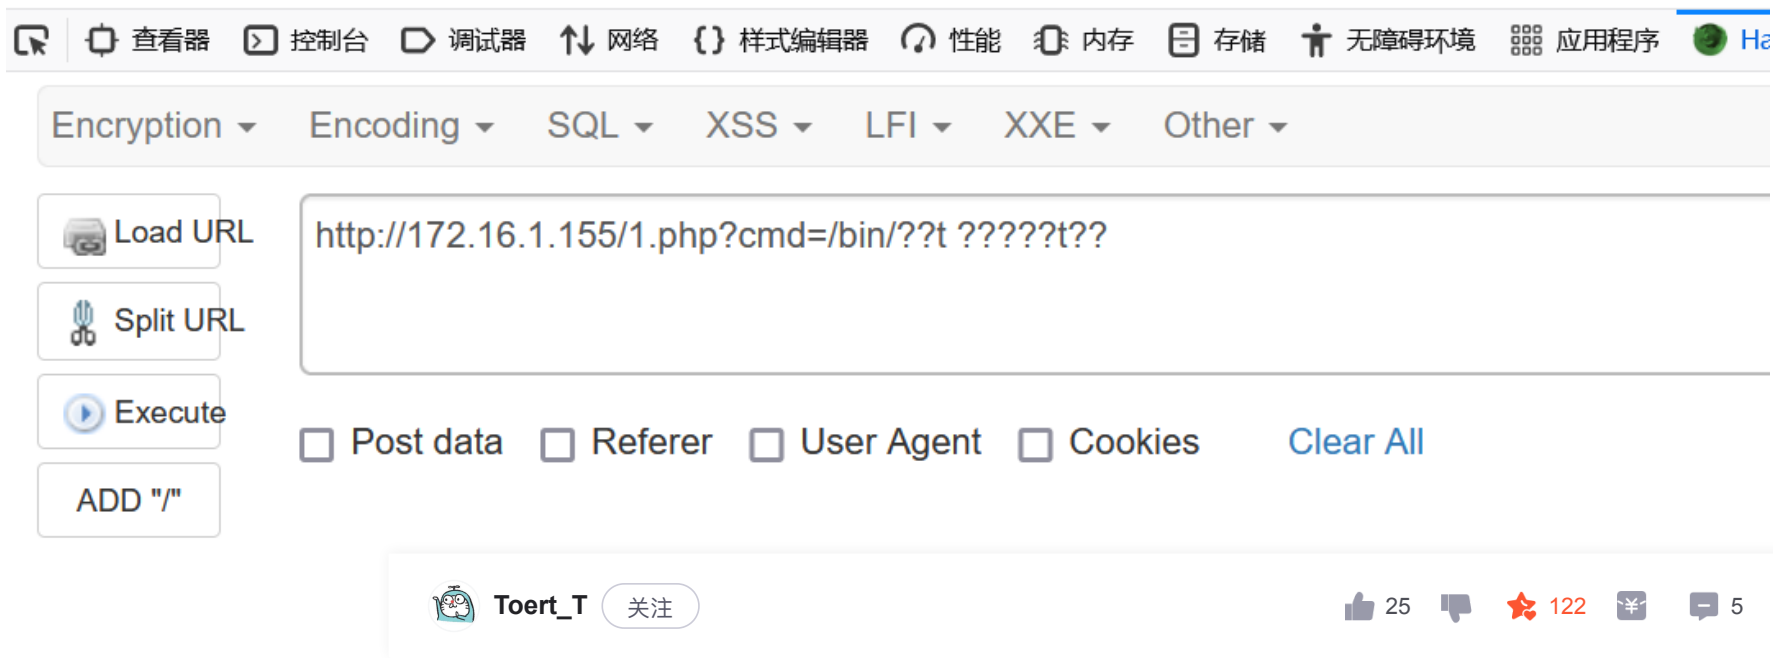 查看器 控制台 调试器 网络 样式编辑器 性能 内存 存储 无障碍环境 应用程序 Ha
Encryption Encoding SQL XSS LFI XXE Other
Load URL
http://172.16.1.155/1.php?cmd=/bin/??t ?????t??
Split URL
Execute
Post data Referer User Agent Cookies Clear All
ADD "/"
Toert_T 关注 25 122 5